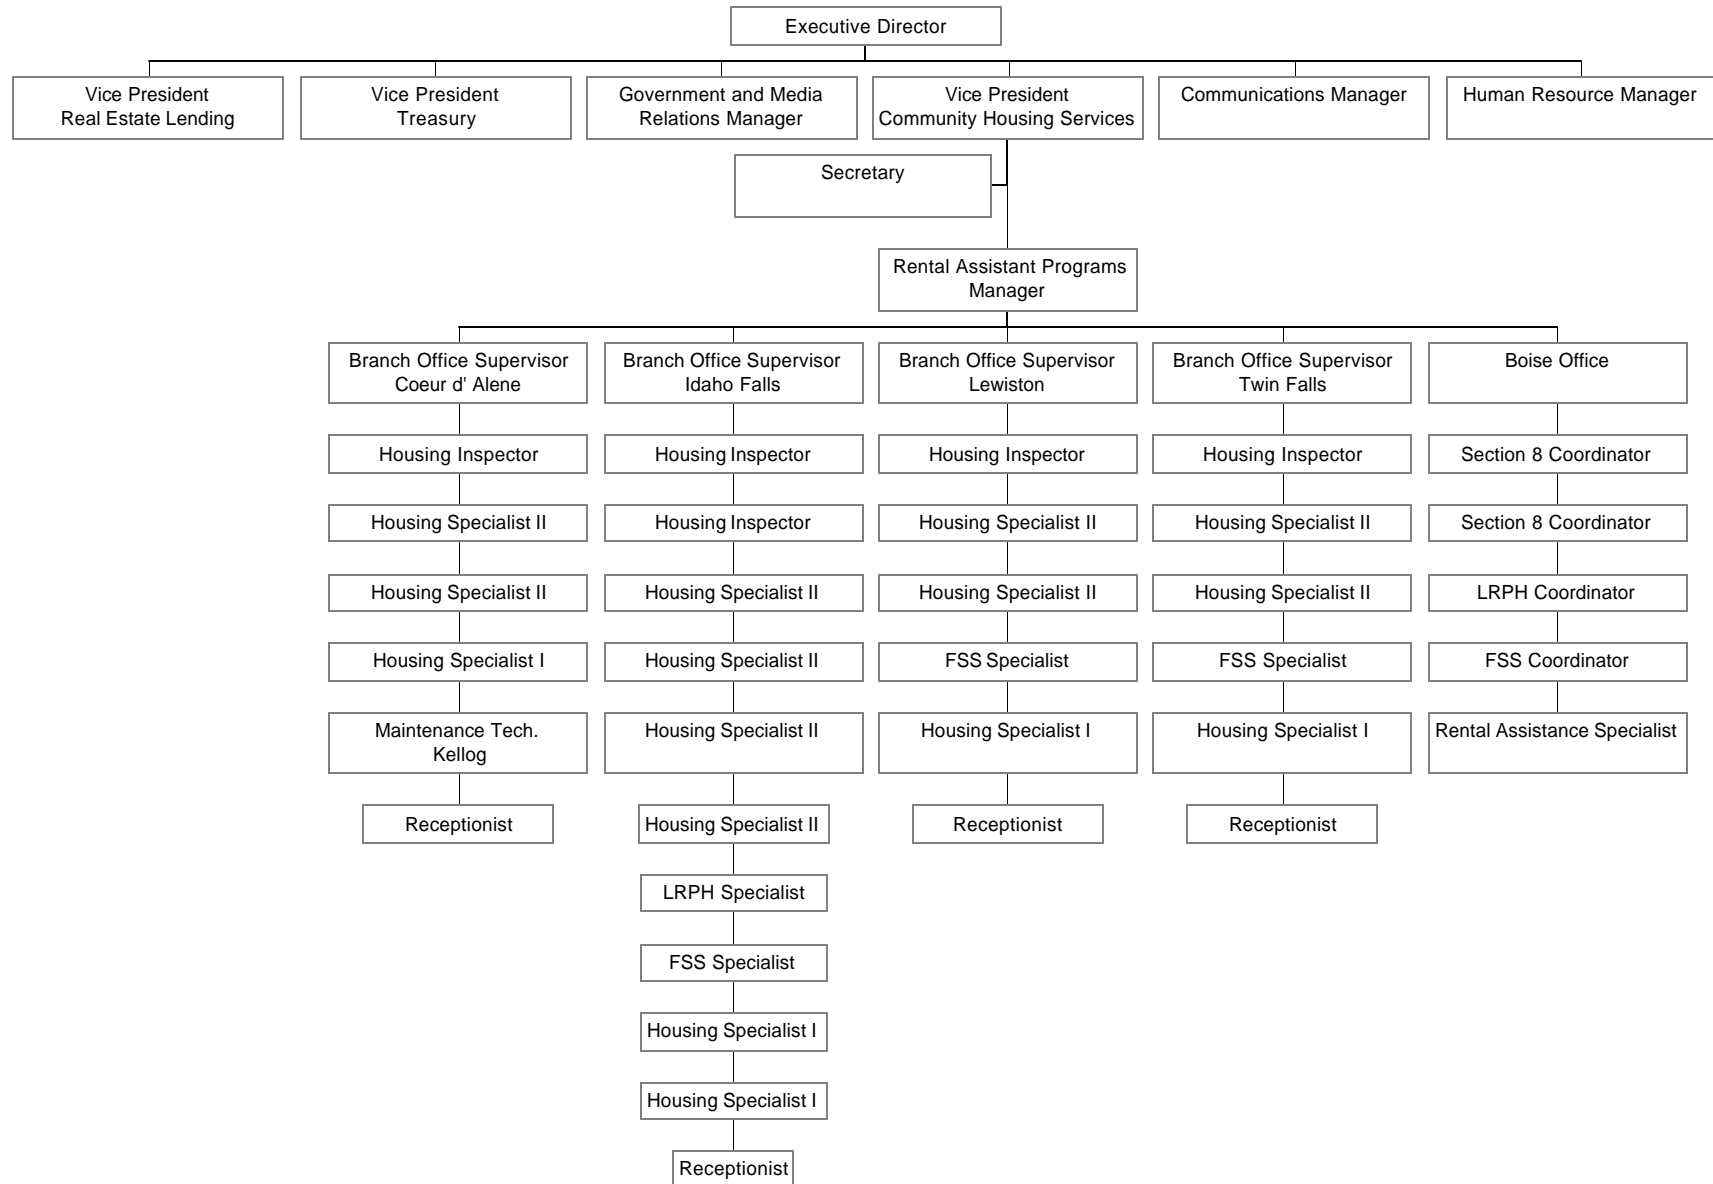 Executive Director
Vice President
Real Estate Lending
Vice President
Treasury
Government and Media
Relations Manager
Vice President
Community Housing Services
Communications Manager
Human Resource Manager
Secretary
Rental Assistant Programs
Manager
Branch Office Supervisor
Coeur d' Alene
Branch Office Supervisor
Idaho Falls
Branch Office Supervisor
Lewiston
Branch Office Supervisor
Twin Falls
Boise Office
Housing Inspector
Housing Inspector
Housing Inspector
Housing Inspector
Section 8 Coordinator
Housing Specialist II
Housing Inspector
Housing Specialist II
Housing Specialist II
Section 8 Coordinator
Housing Specialist II
Housing Specialist II
Housing Specialist II
Housing Specialist II
LRPH Coordinator
Housing Specialist I
Housing Specialist II
FSS Specialist
FSS Specialist
FSS Coordinator
Maintenance Tech.
Kellog
Housing Specialist II
Housing Specialist I
Housing Specialist I
Rental Assistance Specialist
Receptionist
Housing Specialist II
Receptionist
Receptionist
LRPH Specialist
FSS Specialist
Housing Specialist I
Housing Specialist I
Receptionist